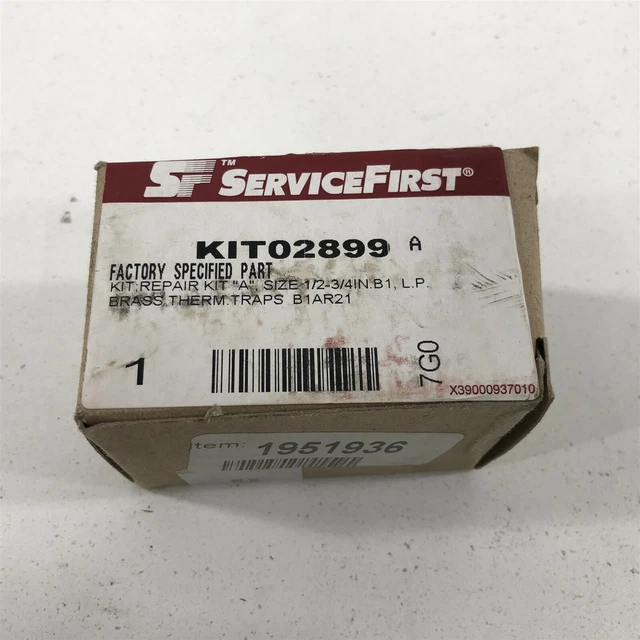 SF™ SERVICEFIRST®
KIT02899 A
FACTORY SPECIFIED PART
KIT;REPAIR KIT "A", SIZE-1/2-3/4IN.B1, L.P.
BRASS.THERM.TRAPS B1AR21
1
7G0
X39000937010
tem: 1951936